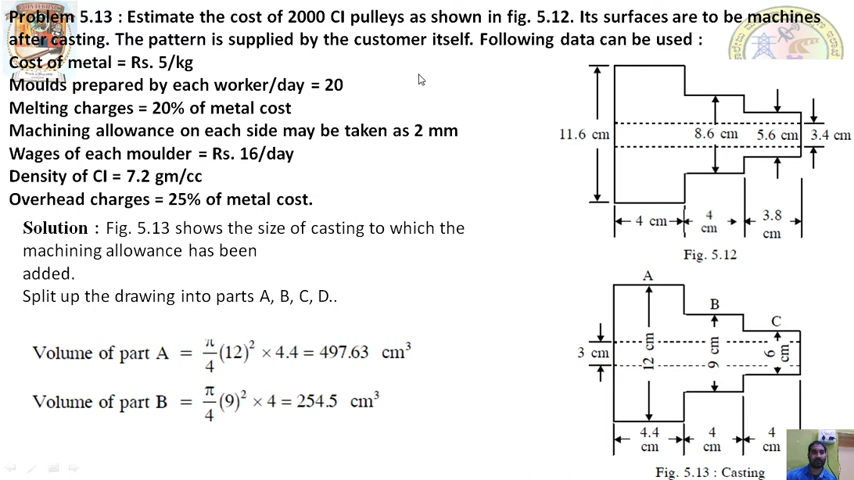 Problem 5.13 : Estimate the cost of 2000 CI pulleys as shown in fig. 5.12. Its surfaces are to be machines
after casting. The pattern is supplied by the customer itself. Following data can be used :
Cost of metal = Rs. 5/kg
Moulds prepared by each worker/day = 20
Melting charges = 20% of metal cost
Machining allowance on each side may be taken as 2 mm
Wages of each moulder = Rs. 16/day
Density of CI = 7.2 gm/cc
Overhead charges = 25% of metal cost.
Solution : Fig. 5.13 shows the size of casting to which the
machining allowance has been
added.
Split up the drawing into parts A, B, C, D..
Volume of part A = π/4 (12)² × 4.4 = 497.63 cm³
Volume of part B = π/4 (9)² × 4 = 254.5 cm³
11.6 cm
8.6 cm
5.6 cm
3.4 cm
4 cm
4
cm
3.8
cm
Fig. 5.12
A
B
C
3 cm
12 cm
9 cm
6
cm
4.4
cm
4
cm
4
cm
Fig. 5.13 : Casting